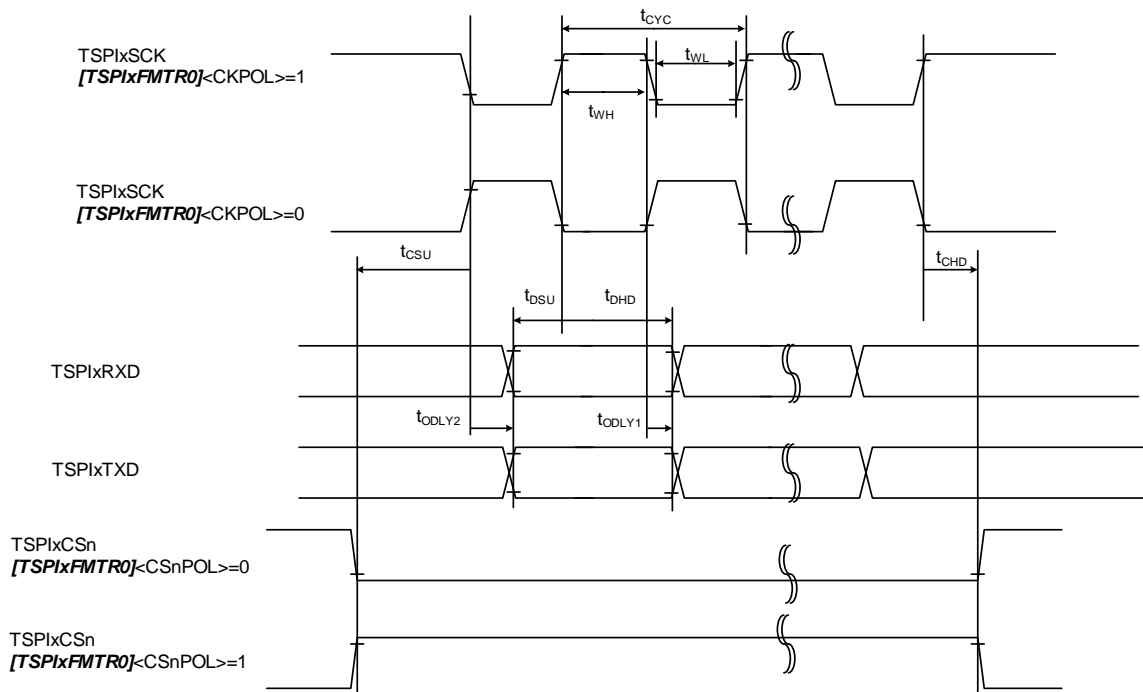 tCYC
TSPIxSCK
[TSPIxFMTR0]<CKPOL>=1
tWL
tWH
TSPIxSCK
[TSPIxFMTR0]<CKPOL>=0
tCSU
tCHD
tDSU
tDHD
TSPIxRXD
tODLY2
tODLY1
TSPIxTXD
TSPIxCSn
[TSPIxFMTR0]<CSnPOL>=0
TSPIxCSn
[TSPIxFMTR0]<CSnPOL>=1